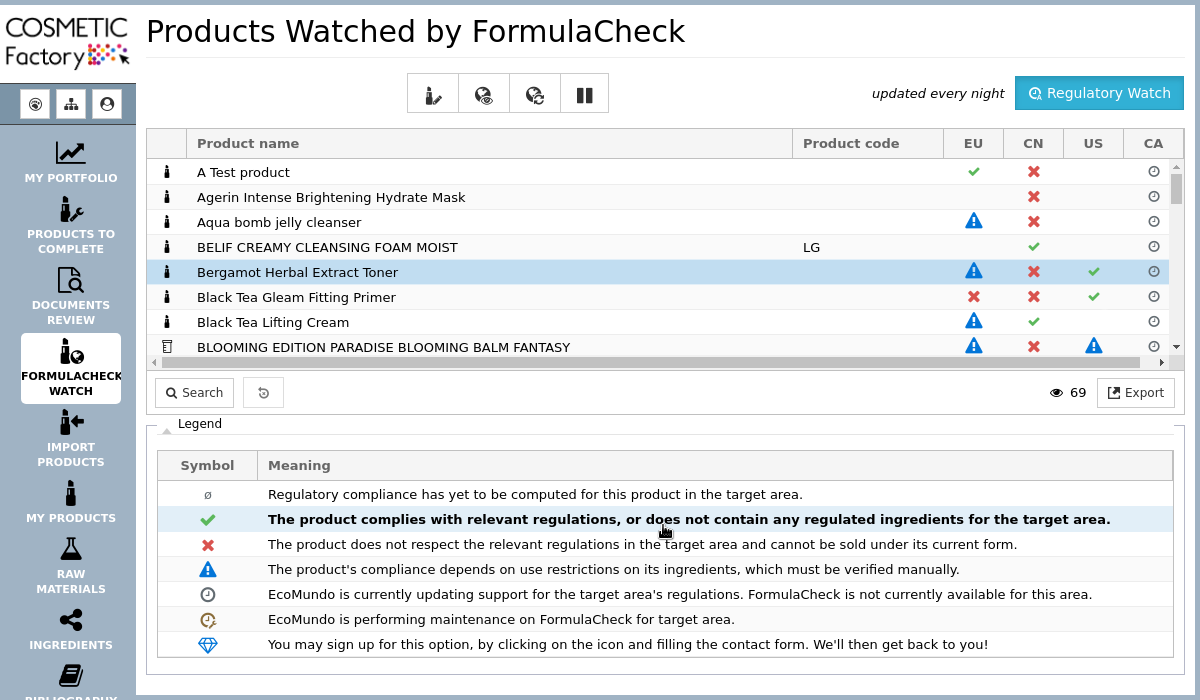 COSMETIC
Factory
Products Watched by FormulaCheck
updated every night
Regulatory Watch
MY PORTFOLIO
PRODUCTS TO
COMPLETE
DOCUMENTS
REVIEW
FORMULACHECK
WATCH
IMPORT
PRODUCTS
MY PRODUCTS
RAW
MATERIALS
INGREDIENTS
BIBLIOGRAPHY
Product name Product code EU CN US CA
A Test product
Agerin Intense Brightening Hydrate Mask
Aqua bomb jelly cleanser
BELIF CREAMY CLEANSING FOAM MOIST LG
Bergamot Herbal Extract Toner
Black Tea Gleam Fitting Primer
Black Tea Lifting Cream
BLOOMING EDITION PARADISE BLOOMING BALM FANTASY
Search 69 Export
Legend
Symbol Meaning
ø Regulatory compliance has yet to be computed for this product in the target area.
The product complies with relevant regulations, or does not contain any regulated ingredients for the target area.
The product does not respect the relevant regulations in the target area and cannot be sold under its current form.
The product's compliance depends on use restrictions on its ingredients, which must be verified manually.
EcoMundo is currently updating support for the target area's regulations. FormulaCheck is not currently available for this area.
EcoMundo is performing maintenance on FormulaCheck for target area.
You may sign up for this option, by clicking on the icon and filling the contact form. We'll then get back to you!